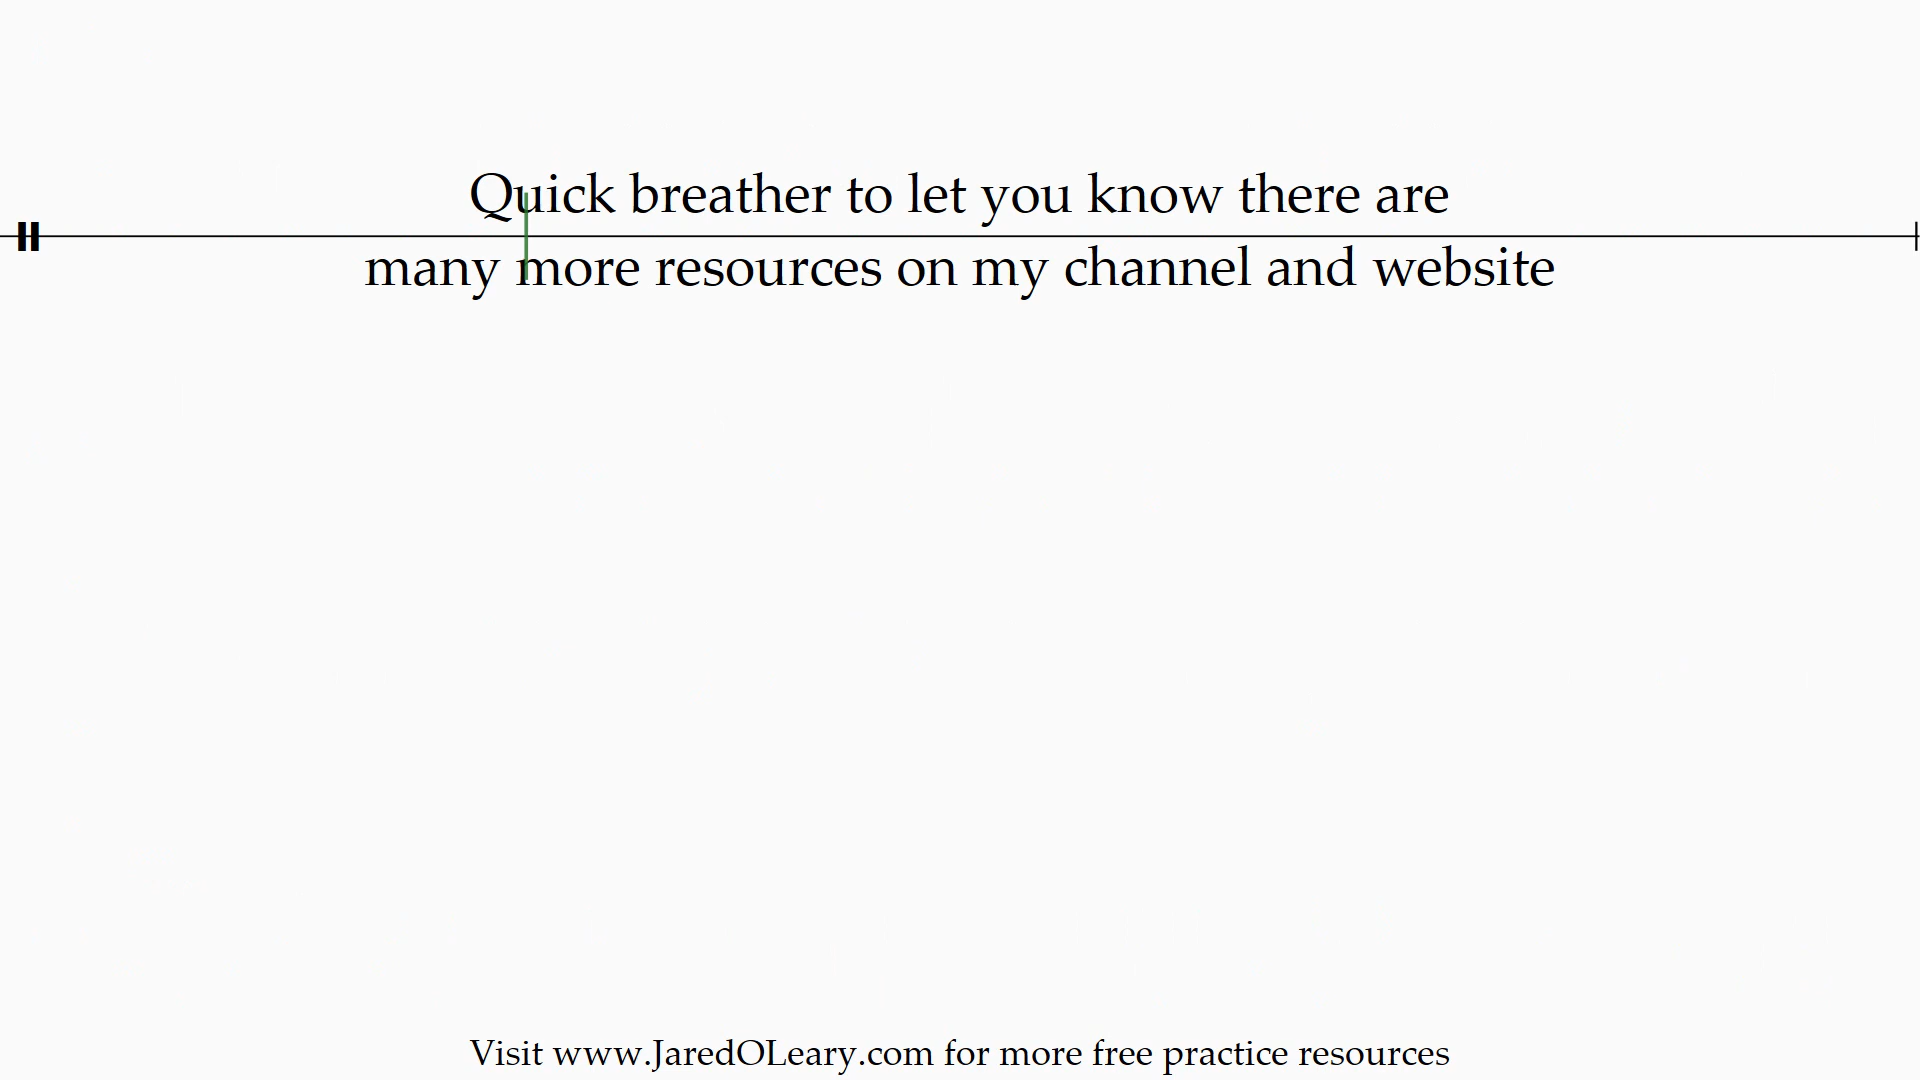 Quick breather to let you know there are
many more resources on my channel and website
Visit www.JaredOLeary.com for more free practice resources